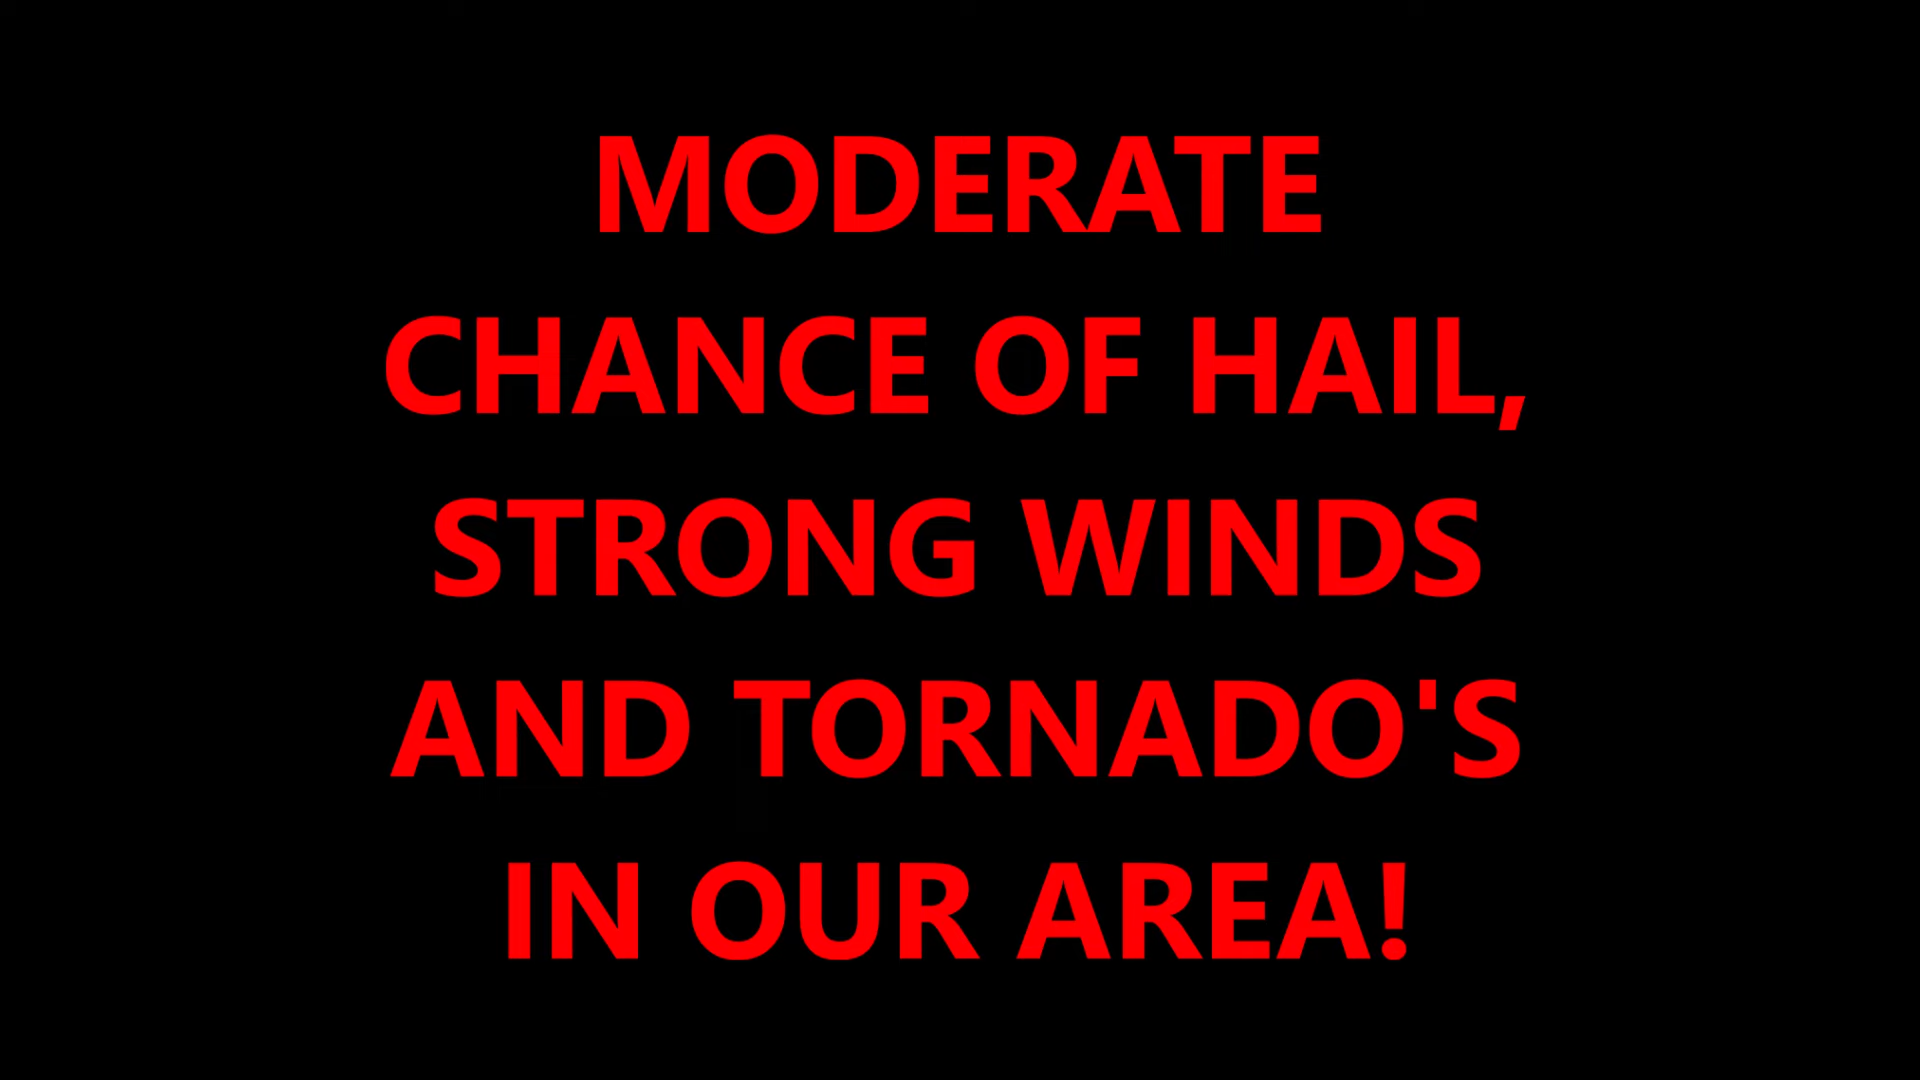 MODERATE
CHANCE OF HAIL,
STRONG WINDS
AND TORNADO'S
IN OUR AREA!